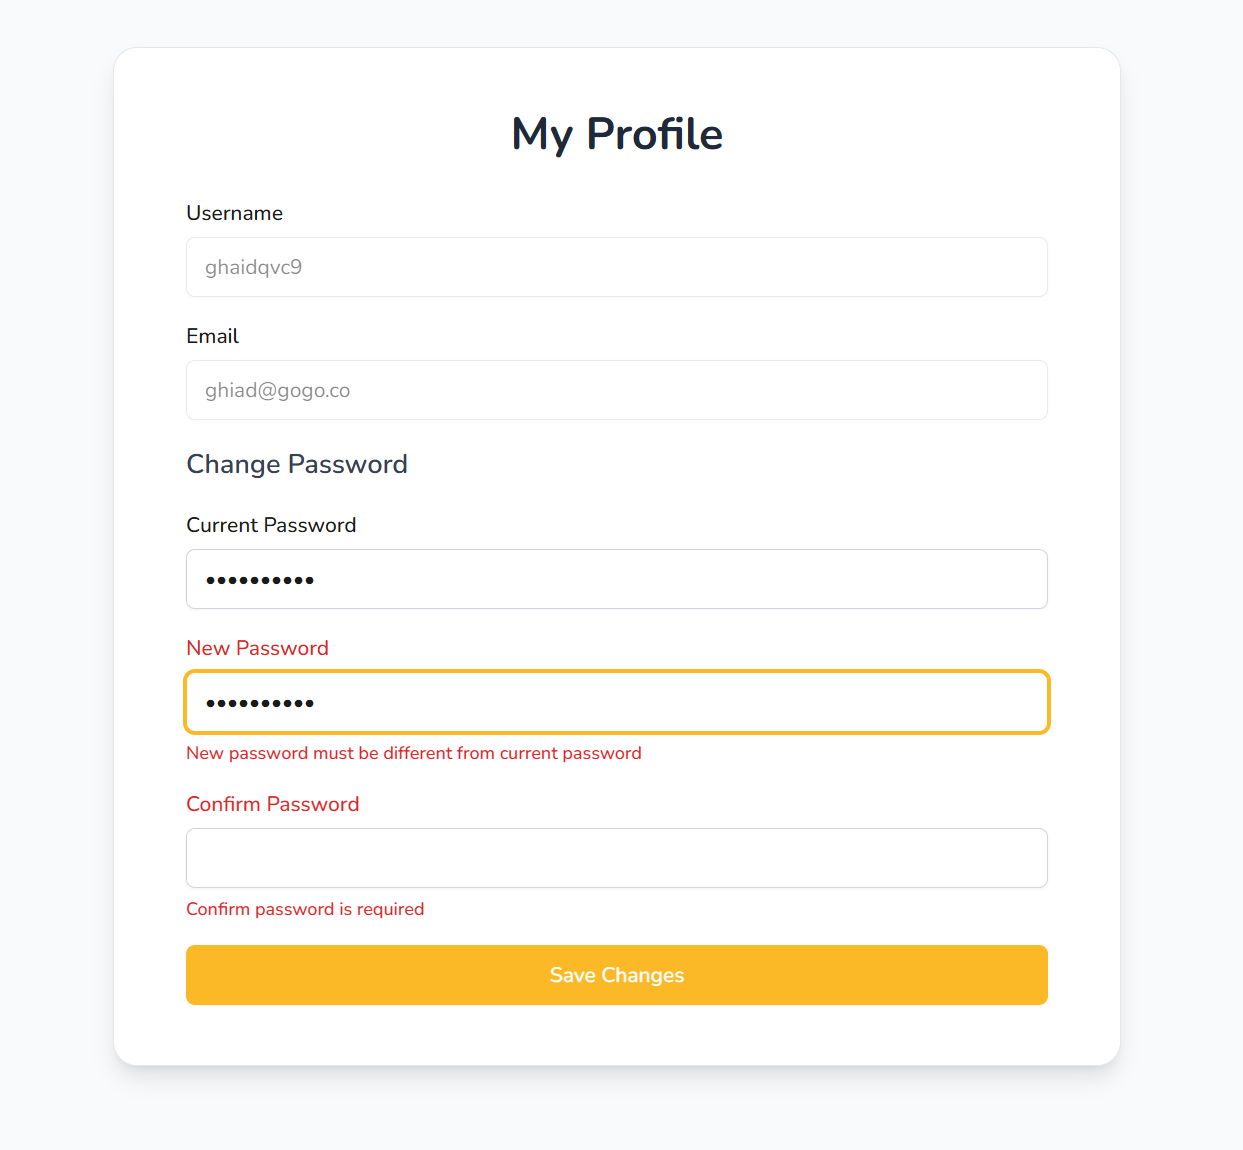 My Profile
Username
ghaidqvc9
Email
ghiad@gogo.co
Change Password
Current Password
••••••••••
New Password
••••••••••
New password must be different from current password
Confirm Password
Confirm password is required
Save Changes